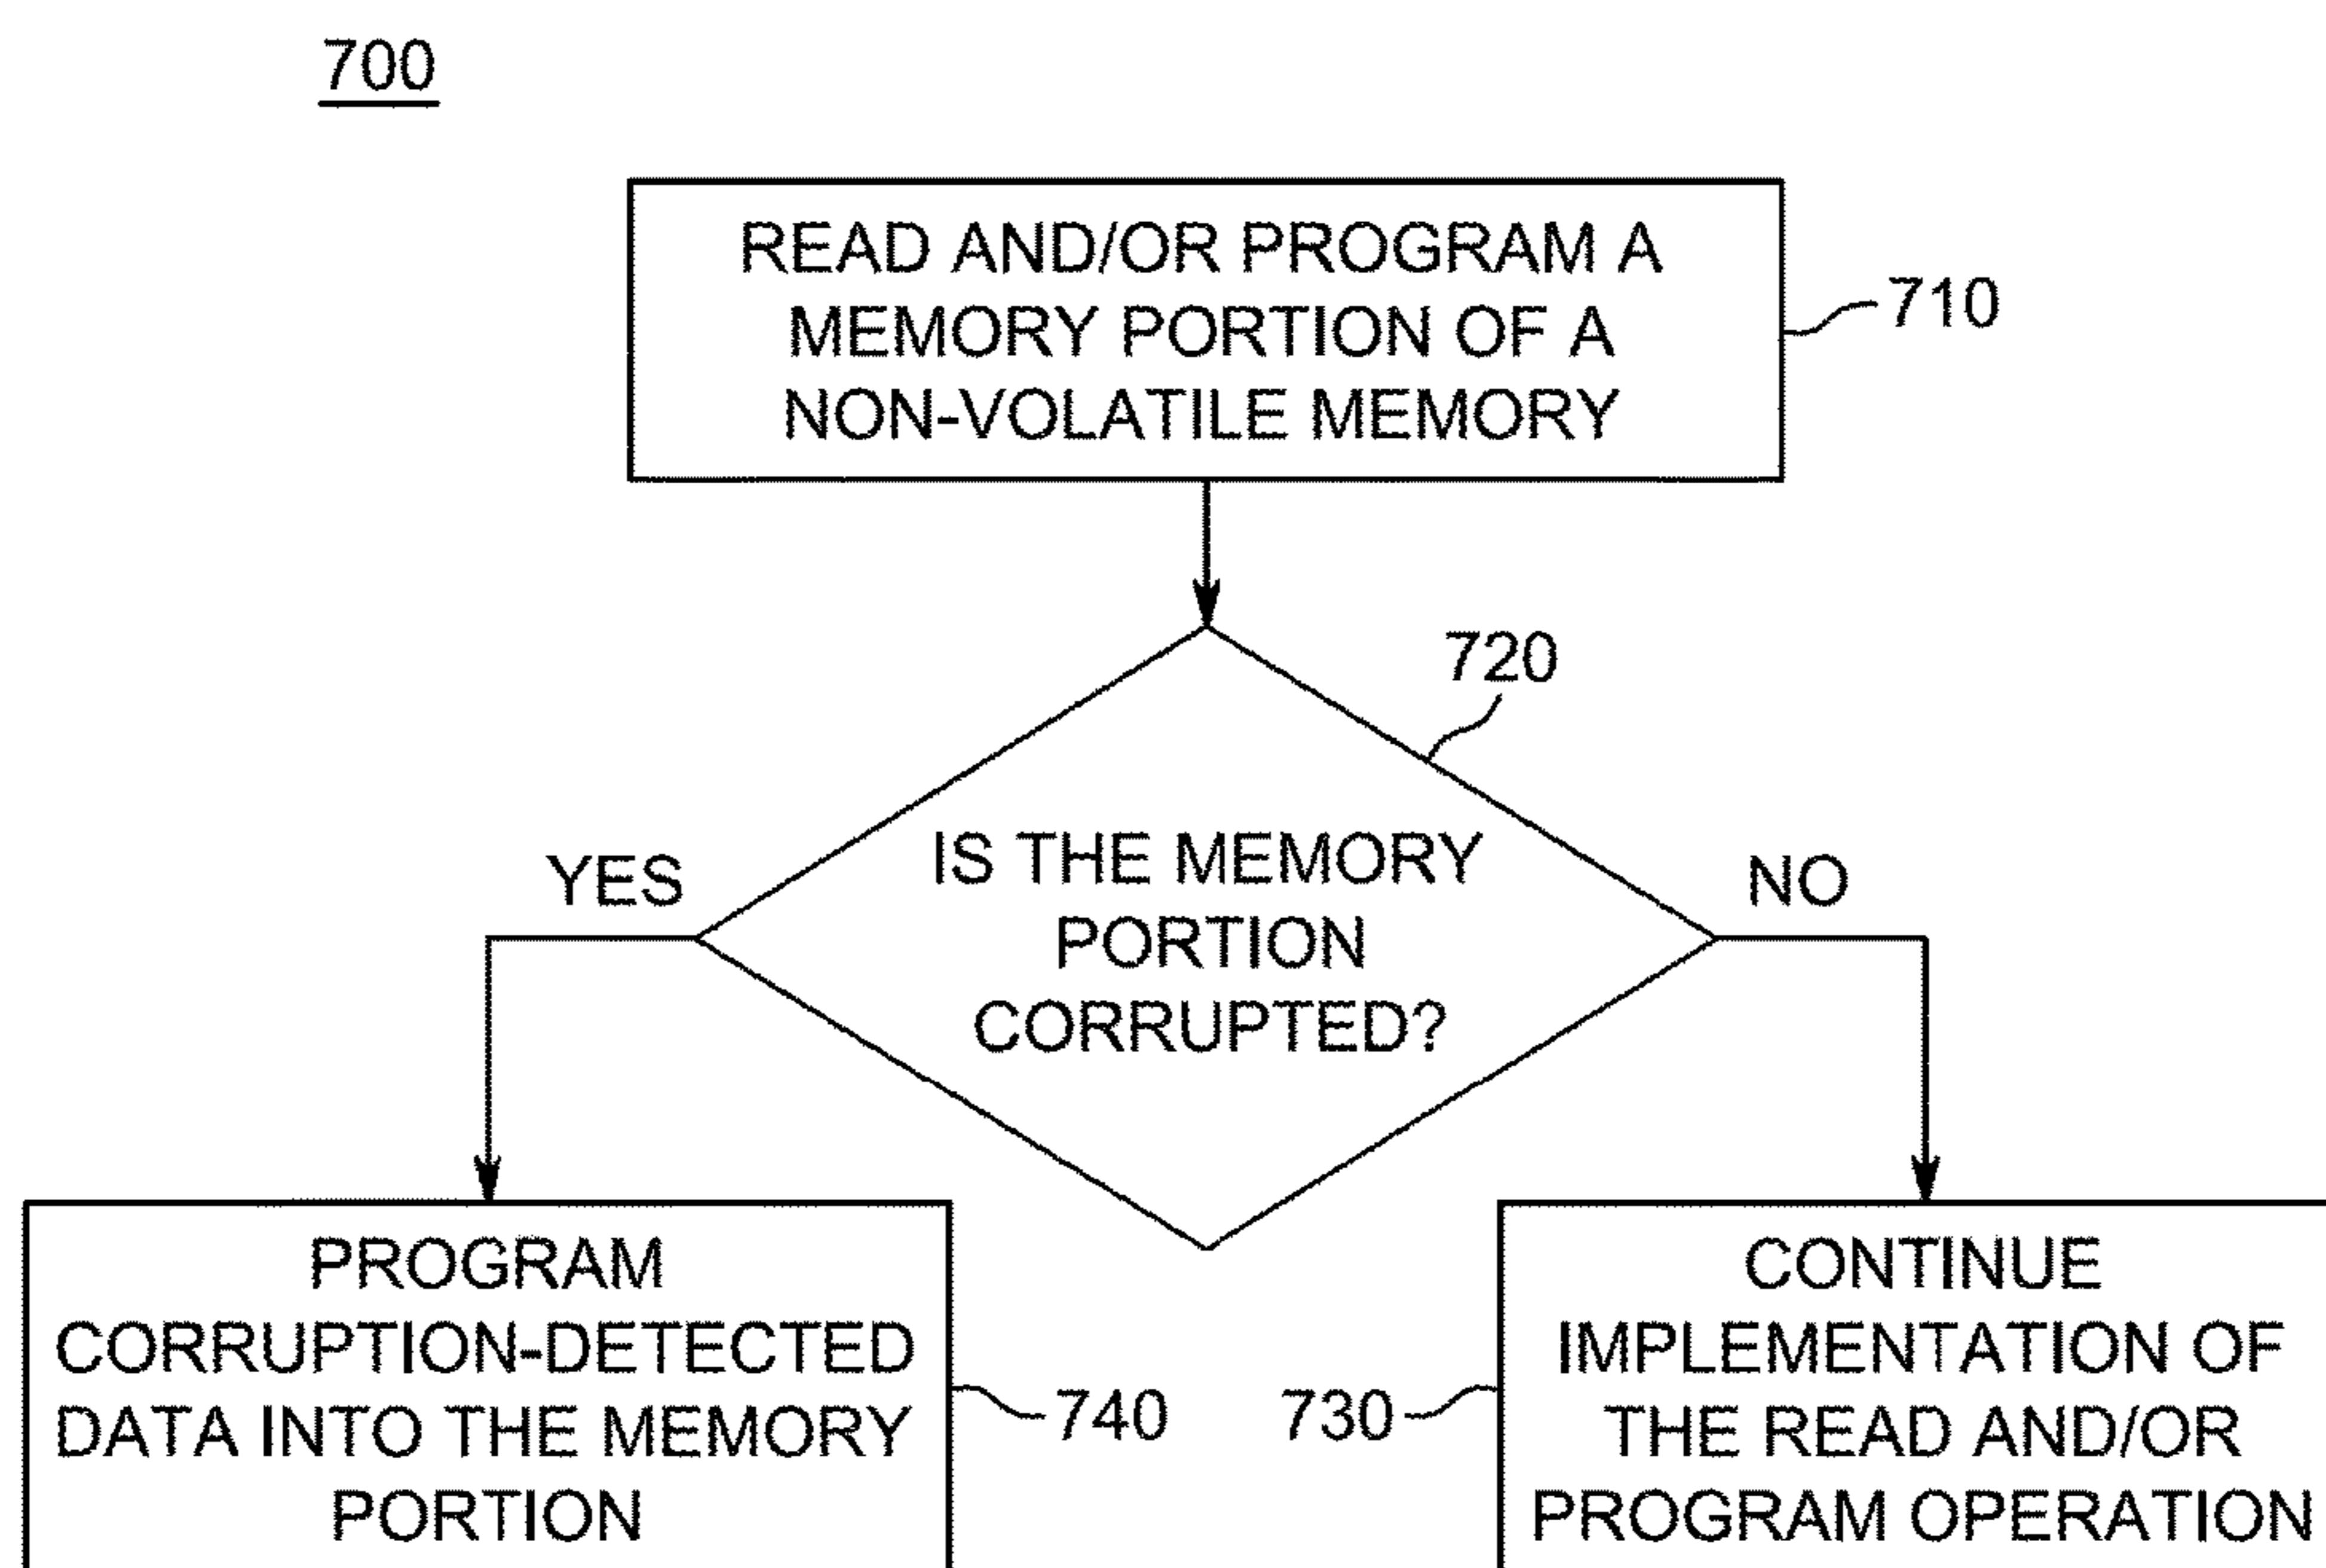 700
READ AND/OR PROGRAM A
MEMORY PORTION OF A
NON-VOLATILE MEMORY
710
720
IS THE MEMORY
PORTION
CORRUPTED?
YES
NO
PROGRAM
CORRUPTION-DETECTED
DATA INTO THE MEMORY
PORTION
740
730
CONTINUE
IMPLEMENTATION OF
THE READ AND/OR
PROGRAM OPERATION